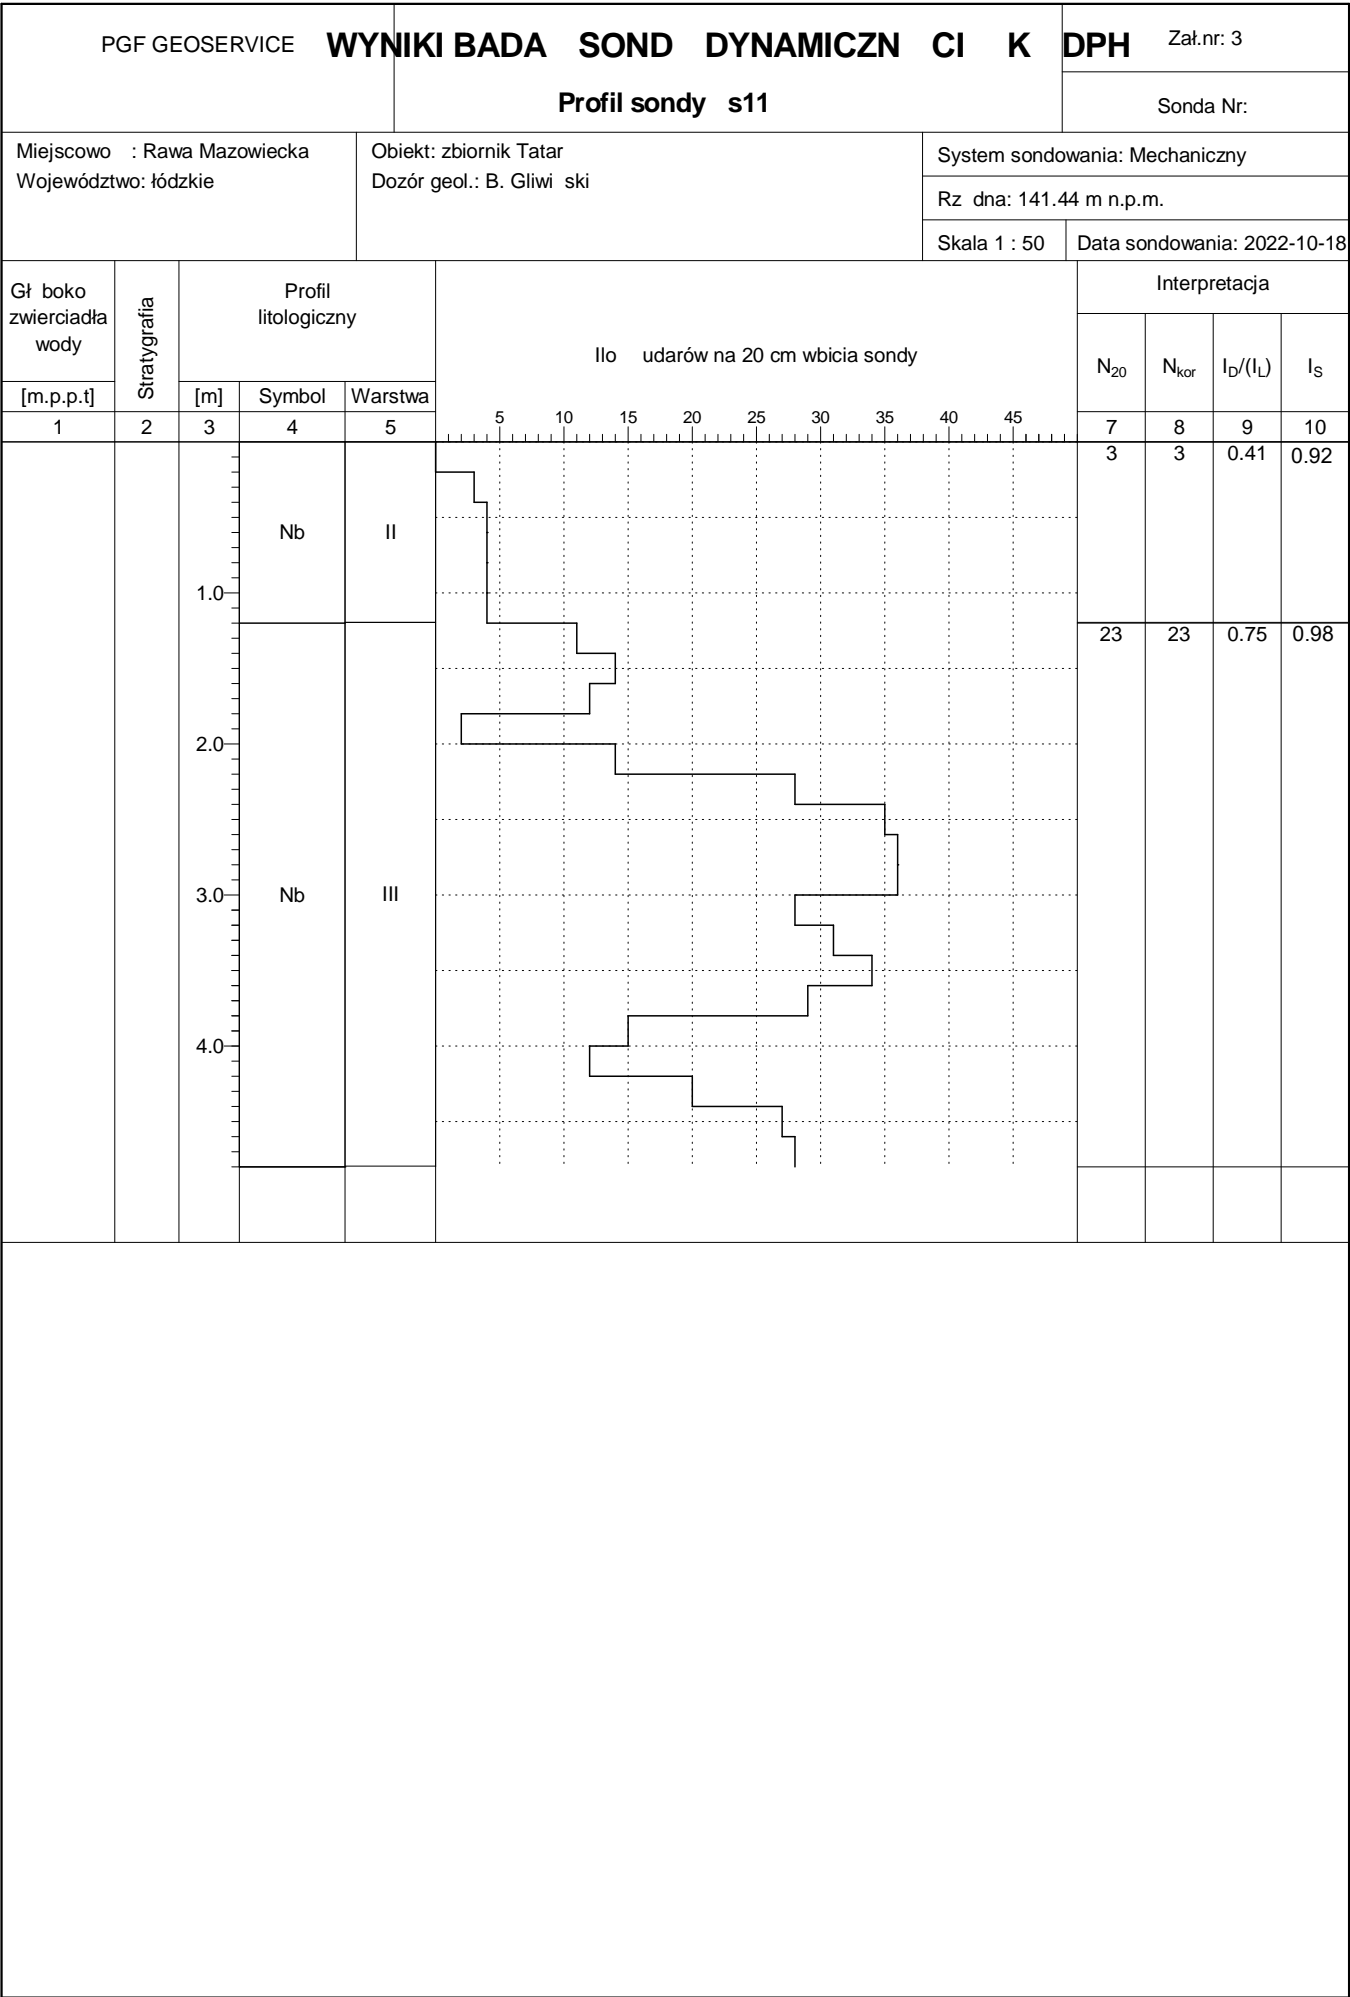 PGF GEOSERVICE
WYNIKI BADA SOND DYNAMICZN CI K DPH
Zał.nr: 3
Profil sondy s11
Sonda Nr:
Miejscowo : Rawa Mazowiecka
Województwo: łódzkie
Obiekt: zbiornik Tatar
Dozór geol.: B. Gliwi ski
System sondowania: Mechaniczny
Rz dna: 141.44 m n.p.m.
Skala 1 : 50
Data sondowania: 2022-10-18
Gł boko
zwierciadła
wody
[m.p.p.t]
Stratygrafia
Profil
litologiczny
[m] Symbol Warstwa
Ilo udarów na 20 cm wbicia sondy
Interpretacja
N20 Nkor ID/(IL) IS
5 10 15 20 25 30 35 40 45
1 2 3 4 5 7 8 9 10
3 3 0.41 0.92
Nb II
1.0
23 23 0.75 0.98
2.0
3.0 Nb III
4.0